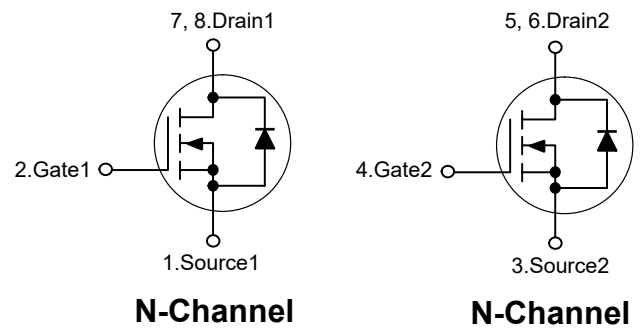 7, 8.Drain1
5, 6.Drain2
2.Gate1
4.Gate2
1.Source1
3.Source2
N-Channel
N-Channel